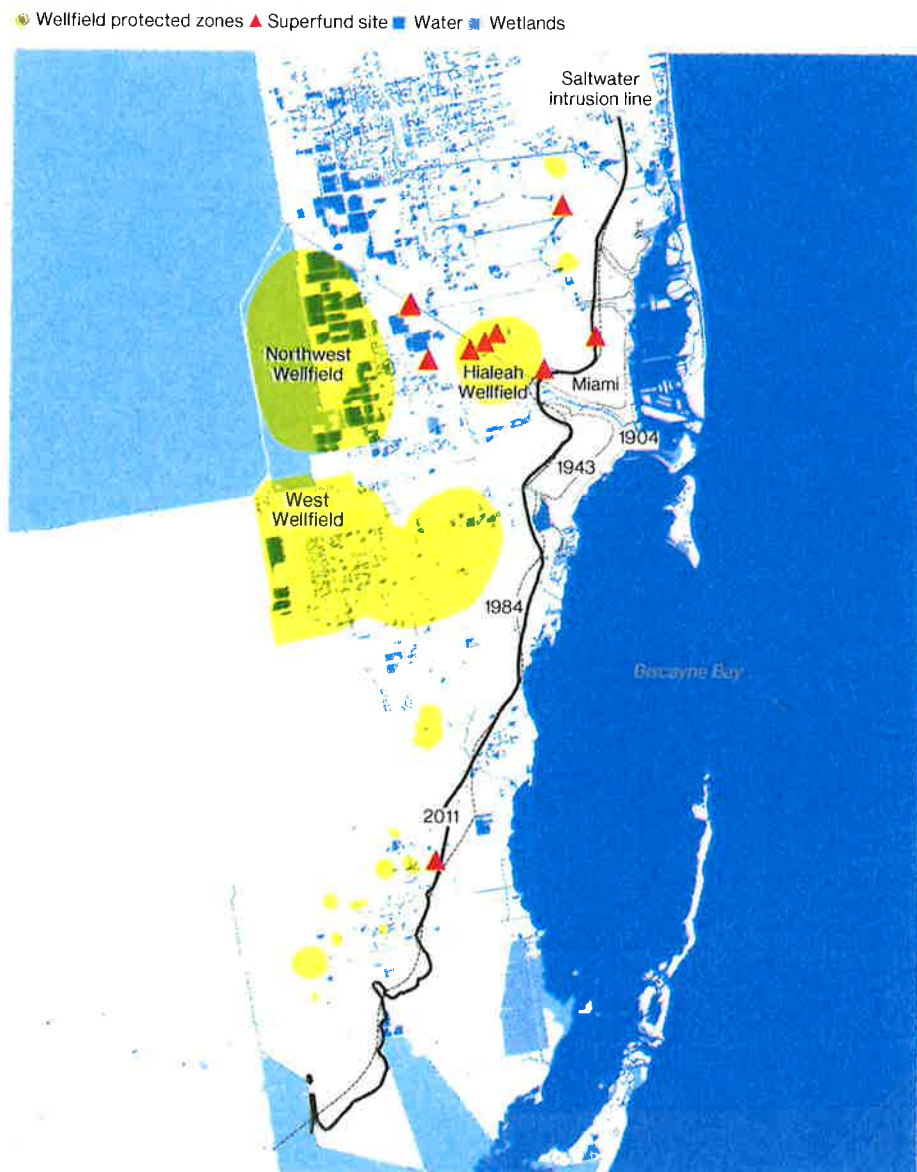 Wellfield protected zones Superfund site Water Wetlands
Saltwater
intrusion line
Northwest
Wellfield
Hialeah
Wellfield
Miami
1904
1943
West
Wellfield
1984
Biscayne Bay
2011